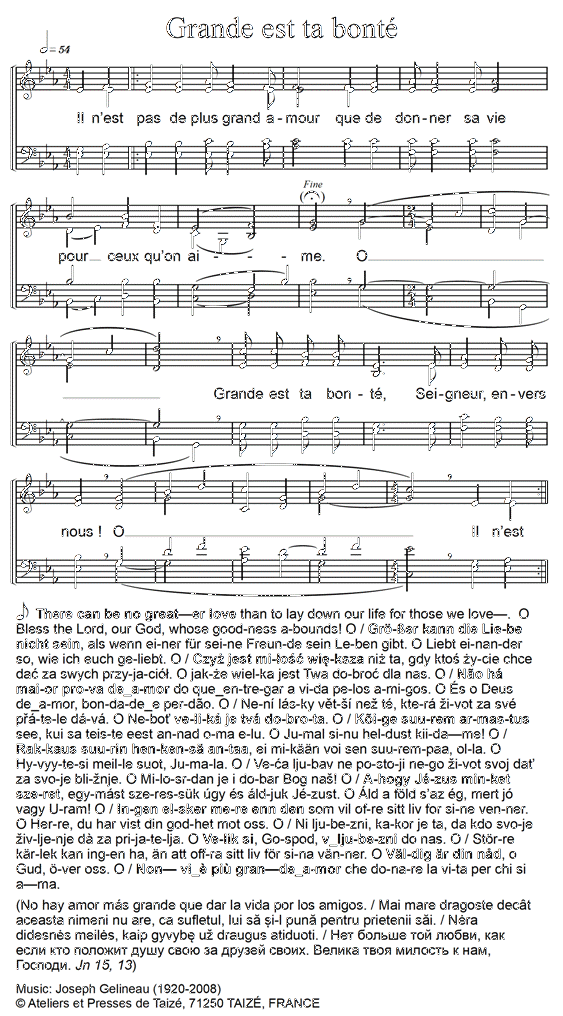 Grande est ta bonté
= 54
Il n'est pas de plus grand a - mour que de don - ner sa vie
Fine
pour ceux qu'on ai - - - me. O
Grande est ta bon - té, Sei - gneur, en - vers
nous ! O Il n'est
There can be no great—er love than to lay down our life for those we love—. O
Bless the Lord, our God, whose good-ness a-bounds! O / Grö-ßer kann die Lie-be
nicht sein, als wenn ei-ner für sei-ne Freun-de sein Le-ben gibt. O Liebt ei-nan-der
so, wie ich euch ge-liebt. O / Czyż jest mi-łość więk-sza niż ta, gdy ktoś ży-cie chce
dać za swych przy-ja-ciół. O jak-że wiel-ka jest Twa do-broć dla nas. O / Não há
mai-or pro-va de_a-mor do que_en-tre-gar a vi-da pe-los a-mi-gos. O És o Deus
de_a-mor, bon-da-de_e per-dão. O / Ne-ní lás-ky vět-ší než té, kte-rá ži-vot za své
přá-te-le dá-vá. O Ne-boť ve-li-ká je tvá do-bro-ta. O / Kõi-ge suu-rem ar-mas-tus
see, kui sa teis-te eest an-nad o-ma e-lu. O Ju-mal si-nu hel-dust kii-da—me! O /
Rak-kaus suu-rin hen-ken-sä an-taa, ei mi-kään voi sen suu-rem-paa, ol-la. O
Hy-vyy-te-si meil-le suot, Ju-ma-la. O / Ve-ća lju-bav ne po-sto-ji ne-go ži-vot svoj dat'
za svo-je bli-žnje. O Mi-lo-sr-dan je i do-bar Bog naš! O / A-hogy Jé-zus min-ket
sze-ret, egy-mást sze-res-sük úgy és áld-juk Jé-zust. O Áld a föld s'az ég, mert jó
vagy U-ram! O / In-gen el-sker me-re enn den som vil of-re sitt liv for si-ne ven-ner.
O Her-re, du har vist din god-het mot oss. O / Ni lju-be-zni, ka-kor je ta, da kdo svo-je
živ-lje-nje dà za pri-ja-te-lja. O Ve-lik si, Go-spod, v_lju-be-zni do nas. O / Stör-re
kär-lek kan ing-en ha, än att off-ra sitt liv för si-na vän-ner. O Väl-dig är din nåd, o
Gud, ö-ver oss. O / Non— vi_è più gran—de_a-mor che do-na-re la vi-ta per chi si
a—ma.
(No hay amor más grande que dar la vida por los amigos. / Mai mare dragoste decât
aceasta nimeni nu are, ca sufletul, lui să și-l pună pentru prietenii săi. / Nėra
didesnės meilės, kaip gyvybę už draugus atiduoti. / Нет больше той любви, как
если кто положит душу свою за друзей своих. Велика твоя милость к нам,
Господи. Jn 15, 13)
Music: Joseph Gelineau (1920-2008)
© Ateliers et Presses de Taizé, 71250 TAIZÉ, FRANCE